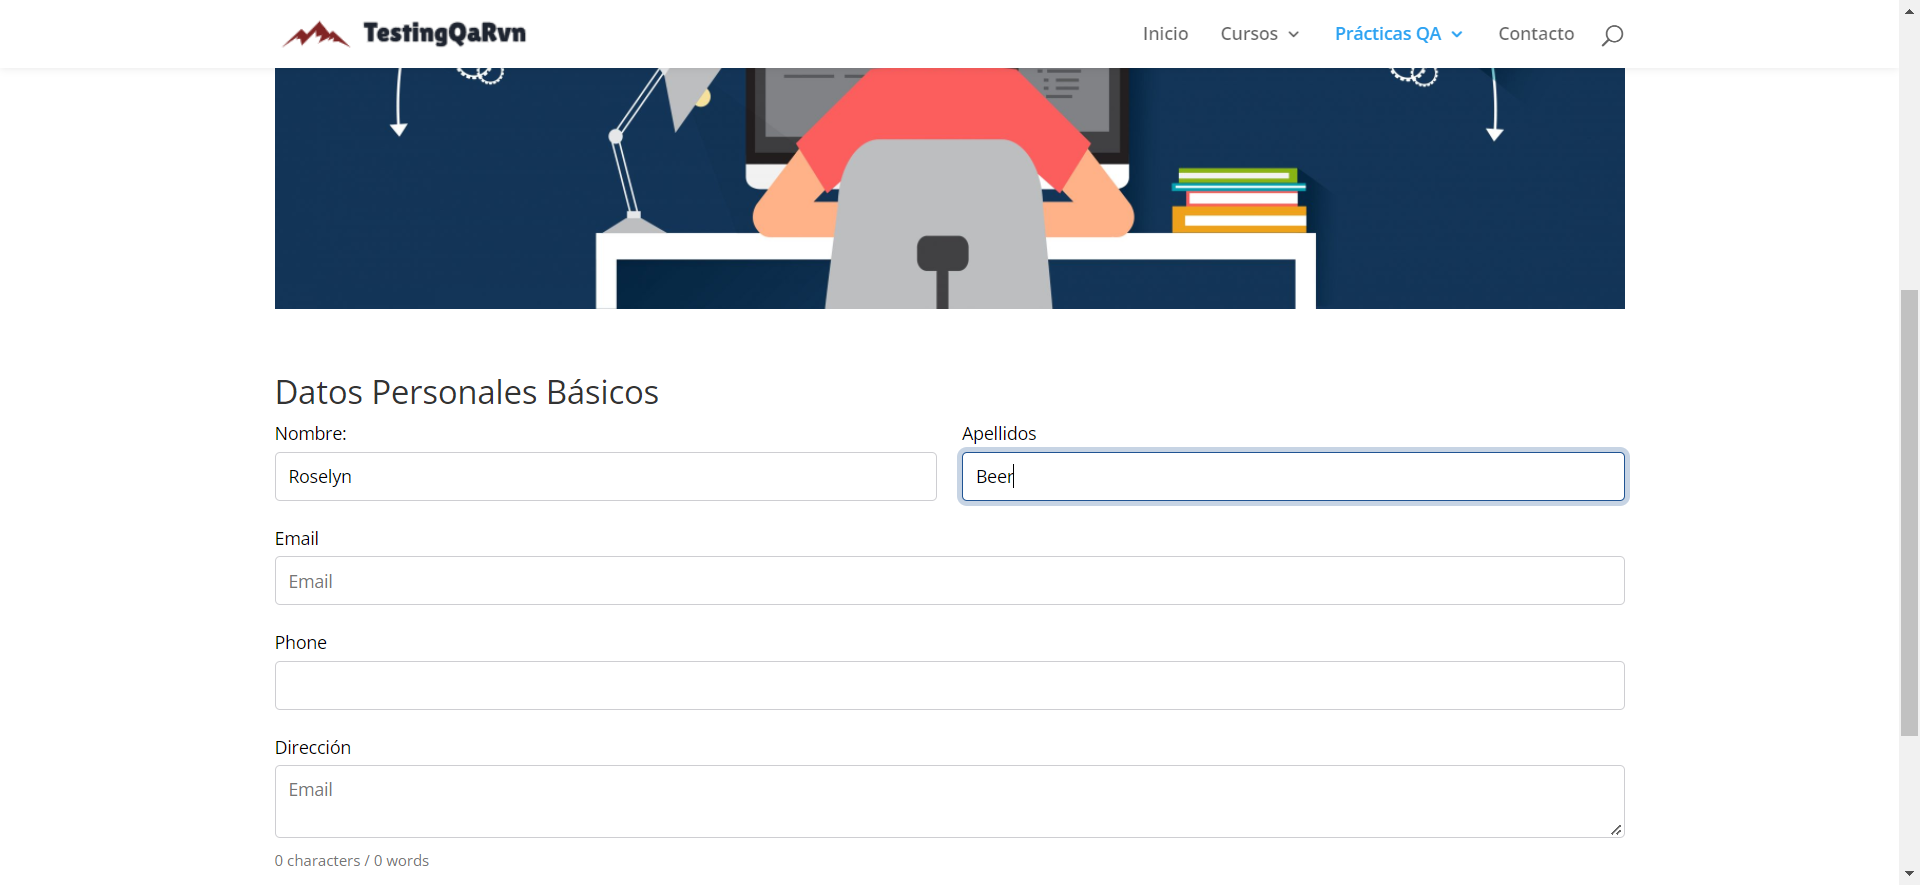 TestingQaRvn
Inicio Cursos Prácticas QA Contacto
Datos Personales Básicos
Nombre: Apellidos
Roselyn Beer
Email
Email
Phone
Dirección
Email
0 characters / 0 words